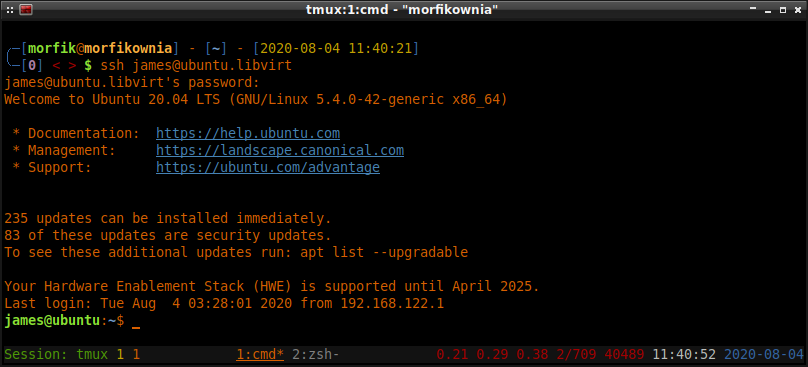 tmux:1:cmd - "morfikownia"
╭─[morfik@morfikownia] - [~] - [2020-08-04 11:40:21]
╰─[0] < > $ ssh james@ubuntu.libvirt
james@ubuntu.libvirt's password:
Welcome to Ubuntu 20.04 LTS (GNU/Linux 5.4.0-42-generic x86_64)
* Documentation: https://help.ubuntu.com
* Management: https://landscape.canonical.com
* Support: https://ubuntu.com/advantage
235 updates can be installed immediately.
83 of these updates are security updates.
To see these additional updates run: apt list --upgradable
Your Hardware Enablement Stack (HWE) is supported until April 2025.
Last login: Tue Aug  4 03:28:01 2020 from 192.168.122.1
james@ubuntu:~$ _
Session: tmux 1 1 1:cmd* 2:zsh- 0.21 0.29 0.38 2/709 40489 11:40:52 2020-08-04